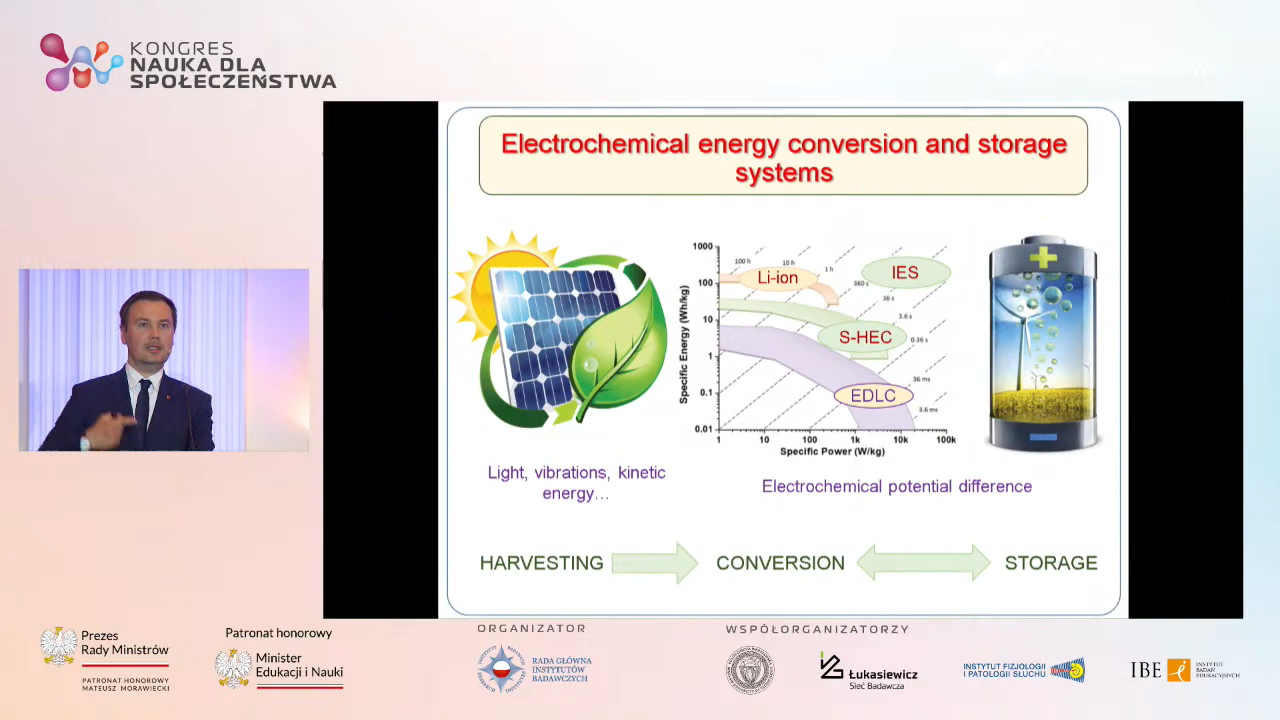 KONGRES
NAUKA DLA
SPOŁECZEŃSTWA
Electrochemical energy conversion and storage
systems
Specific Energy (Wh/kg)
1000
100
10
1
0.1
0.01
100 h
10 h
1 h
360 s
36 s
3.6 s
0.36 s
36 ms
3.6 ms
Li-ion
IES
S-HEC
EDLC
1
10
100
1k
10k
100k
Specific Power (W/kg)
Light, vibrations, kinetic
energy…
Electrochemical potential difference
HARVESTING
CONVERSION
STORAGE
Prezes
Rady Ministrów
PATRONAT HONOROWY
MATEUSZ MORAWIECKI
Patronat honorowy
Minister
Edukacji i Nauki
ORGANIZATOR
RADA GŁÓWNA
INSTYTUTÓW
BADAWCZYCH
WSPÓŁORGANIZATORZY
Łukasiewicz
Sieć Badawcza
INSTYTUT FIZJOLOGII
I PATOLOGII SŁUCHU
IBE
INSTYTUT
BADAŃ
EDUKACYJNYCH